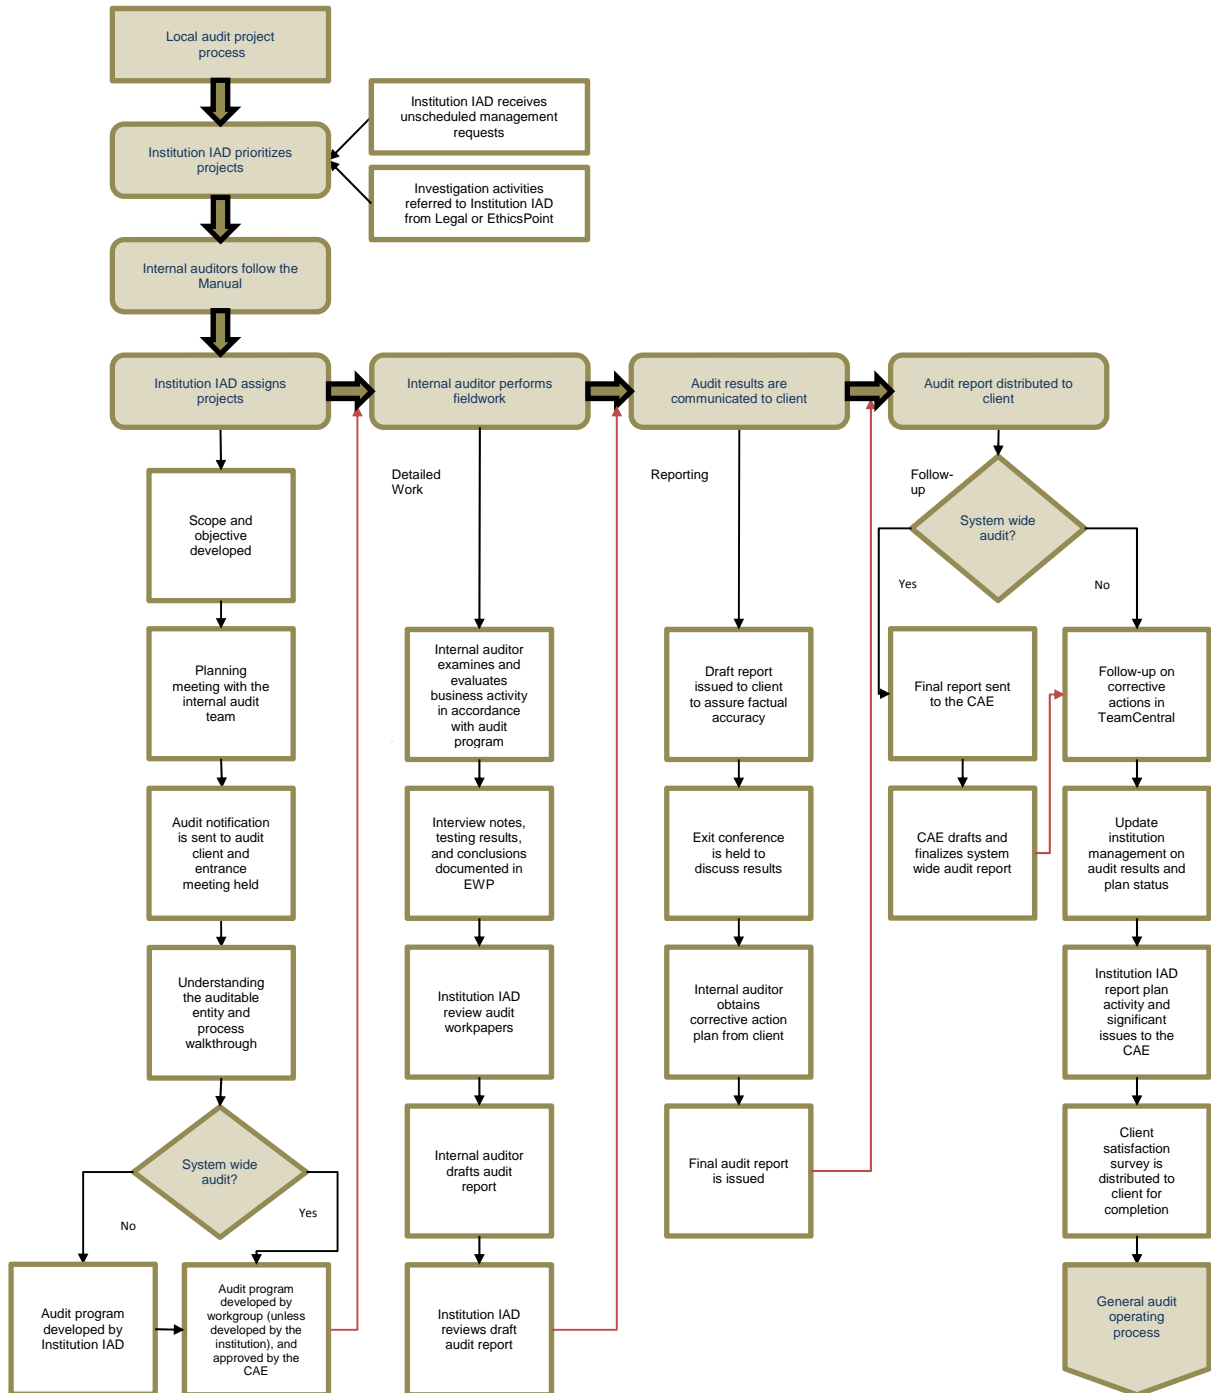 Local audit project
process
Institution IAD receives
unscheduled management
requests
Institution IAD prioritizes
projects
Investigation activities
referred to Institution IAD
from Legal or EthicsPoint
Internal auditors follow the
Manual
Institution IAD assigns
projects
Internal auditor performs
fieldwork
Audit results are
communicated to client
Audit report distributed to
client
Scope and
objective
developed
Planning
meeting with the
internal audit
team
Audit notification
is sent to audit
client and
entrance
meeting held
Understanding
the auditable
entity and
process
walkthrough
System wide
audit?
No
Yes
Audit program
developed by
Institution IAD
Audit program
developed by
workgroup (unless
developed by the
institution), and
approved by the
CAE
Detailed
Work
Internal auditor
examines and
evaluates
business activity
in accordance
with audit
program
Interview notes,
testing results,
and conclusions
documented in
EWP
Institution IAD
review audit
workpapers
Internal auditor
drafts audit
report
Institution IAD
reviews draft
audit report
Reporting
Draft report
issued to client
to assure factual
accuracy
Exit conference
is held to
discuss results
Internal auditor
obtains
corrective action
plan from client
Final audit report
is issued
Follow-
up
System wide
audit?
Yes
No
Final report sent
to the CAE
CAE drafts and
finalizes system
wide audit report
Follow-up on
corrective
actions in
TeamCentral
Update
institution
management on
audit results and
plan status
Institution IAD
report plan
activity and
significant
issues to the
CAE
Client
satisfaction
survey is
distributed to
client for
completion
General audit
operating
process